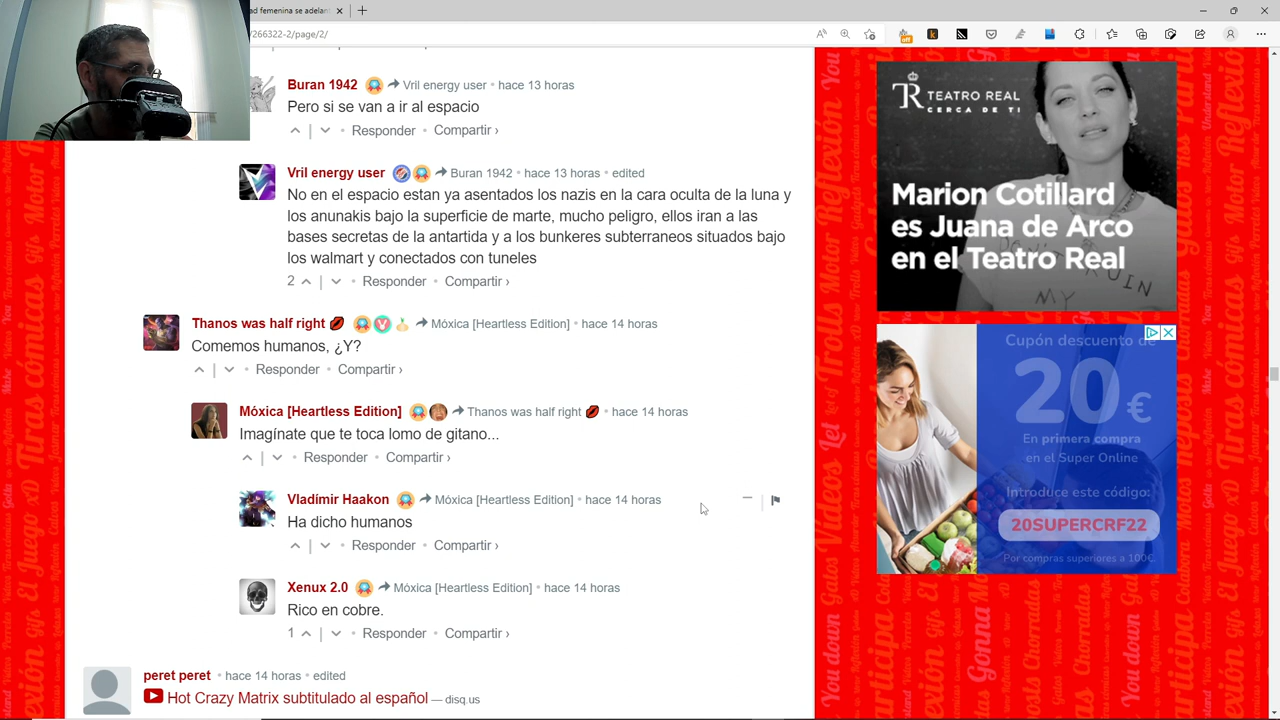 ad femenina se adelant
/266322-2/page/2/
off
Buran 1942 Vril energy user • hace 13 horas
Pero si se van a ir al espacio
Responder • Compartir ›
Vril energy user Buran 1942 • hace 13 horas • edited
No en el espacio estan ya asentados los nazis en la cara oculta de la luna y
los anunakis bajo la superficie de marte, mucho peligro, ellos iran a las
bases secretas de la antartida y a los bunkeres subterraneos situados bajo
los walmart y conectados con tuneles
2 • Responder • Compartir ›
Thanos was half right Móxica [Heartless Edition] • hace 14 horas
Comemos humanos, ¿Y?
• Responder • Compartir ›
Móxica [Heartless Edition] Thanos was half right • hace 14 horas
Imagínate que te toca lomo de gitano...
• Responder • Compartir ›
Vladímir Haakon Móxica [Heartless Edition] • hace 14 horas
Ha dicho humanos
• Responder • Compartir ›
Xenux 2.0 Móxica [Heartless Edition] • hace 14 horas
Rico en cobre.
1 • Responder • Compartir ›
peret peret • hace 14 horas • edited
Hot Crazy Matrix subtitulado al español — disq.us
TR TEATRO REAL
CERCA DE TI
Marion Cotillard
es Juana de Arco
en el Teatro Real
Cupón descuento de
20€
En primera compra
en el Super Online
Introduce este código:
20SUPERCRF22
Por compras superiores a 100€.